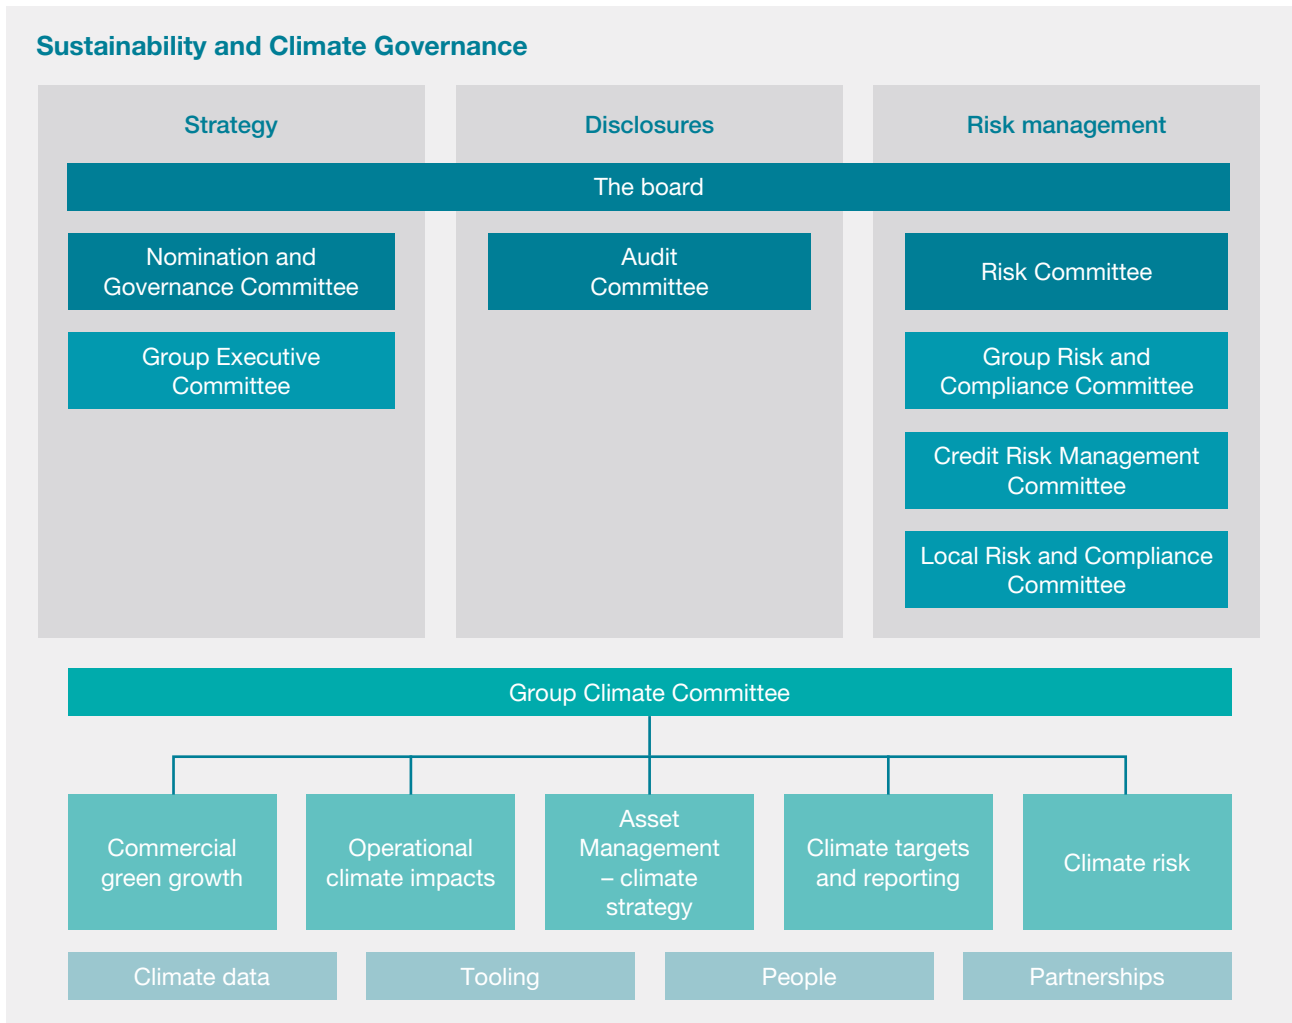 Sustainability and Climate Governance
Strategy
Disclosures
Risk management
The board
Nomination and
Governance Committee
Audit
Committee
Risk Committee
Group Executive
Committee
Group Risk and
Compliance Committee
Credit Risk Management
Committee
Local Risk and Compliance
Committee
Group Climate Committee
Commercial
green growth
Operational
climate impacts
Asset
Management
– climate
strategy
Climate targets
and reporting
Climate risk
Climate data
Tooling
People
Partnerships